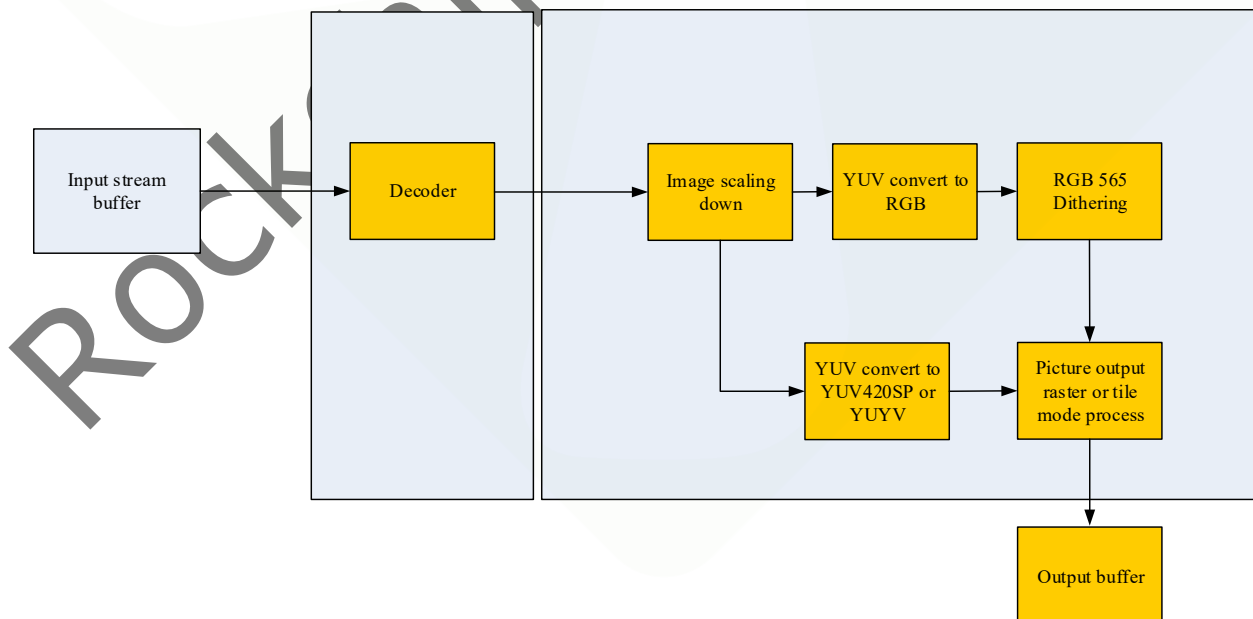 Input stream
buffer
Decoder
Image scaling
down
YUV convert to
RGB
RGB 565
Dithering
YUV convert to
YUV420SP or
YUYV
Picture output
raster or tile
mode process
Output buffer
Rock